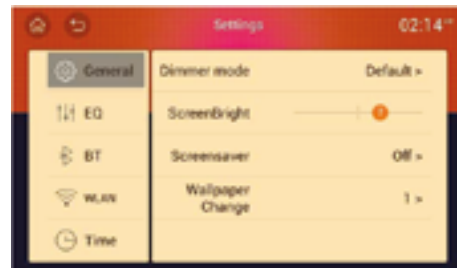 Settings
02:14
General
Dimmer mode
Default >
EQ
ScreenBright
BT
Screensaver
Off >
WLAN
Wallpaper
Change
1 >
Time